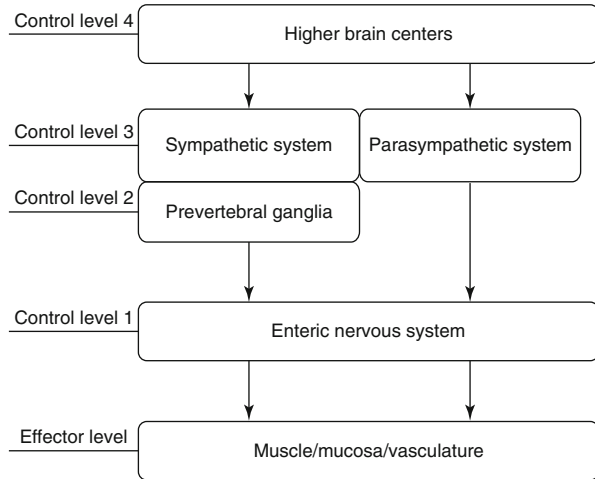 Control level 4
Higher brain centers
Control level 3
Sympathetic system
Parasympathetic system
Control level 2
Prevertebral ganglia
Control level 1
Enteric nervous system
Effector level
Muscle/mucosa/vasculature